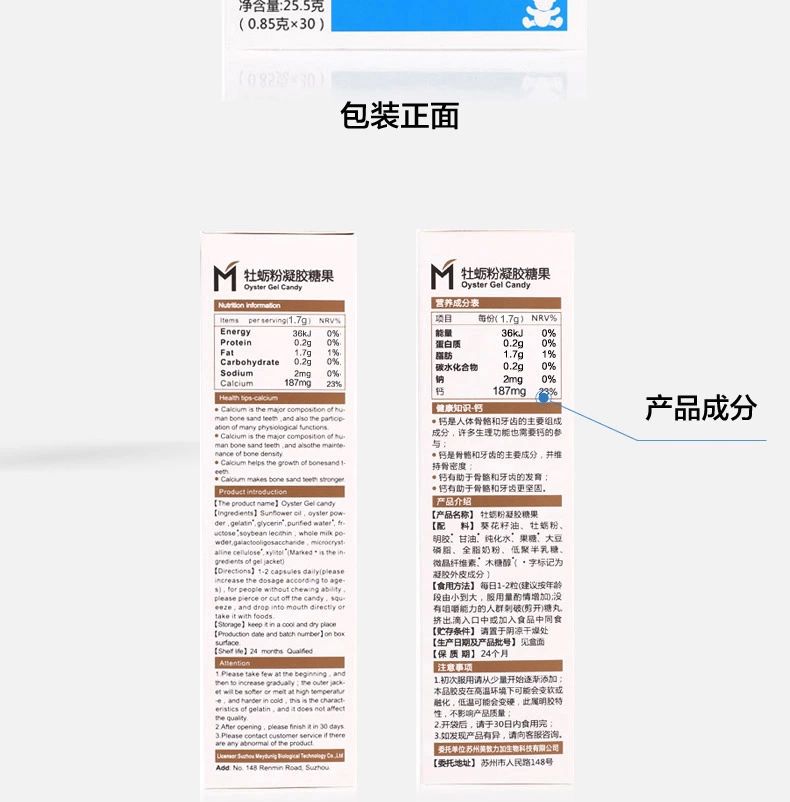 净含量:25.5克
（0.85克×30）
包装正面
牡蛎粉凝胶糖果
Oyster Gel Candy
Nutrition information
Items per serving(1.7g) NRV%
Energy 36kJ 0%
Protein 0.2g 0%
Fat 1.7g 1%
Carbohydrate 0.2g 0%
Sodium 2mg 0%
Calcium 187mg 23%
Health tips-calcium
• Calcium is the major composition of hu-
man bone sand teeth ,and also the particip-
ation of many physiological functions.
• Calcium is the major composition of hu-
man bone sand teeth ,and alsothe mainte-
nance of bone density.
• Calcium helps the growth of bonesand t-
eeth.
• Calcium makes bone sand teeth stronger.
Product introduction
【The product name】Oyster Gel candy
【Ingredients】Sunflower oil , oyster pow-
der ,gelatin*,glycerin*,purified water*, fr-
uctose*,soybean lecithin ; whole milk po-
wder,galactooligosaccharide , microcryst-
alline cellulose*,xylitol*(Marked * is the in-
gredients of gel jacket)
【Directions】1-2 capsules daily(please
increase the dosage according to age-
s) , for people without chewing ability ,
please pierce or cut off the candy , squ-
eeze , and drop into mouth directly or
take it with foods.
【Storage】keep it in a cool and dry place
【Production date and batch number】on box
surface.
【Shelf life】24 months Qualified
Attention
1.Please take few at the beginning , and
then to increase gradually ; the outer jack-
et will be softer or melt at high temperatur
-e , and harder in cold , this is the charact-
eristics of gelatin , and it does not affect
the quality.
2.After opening , please finish it in 30 days.
3.Please contact customer service if there
are any abnormal of the product.
Licensor:Suzhou Meydunlg Biological Technology Co.,Ltd
Add: No. 148 Renmin Road, Suzhou
牡蛎粉凝胶糖果
Oyster Gel Candy
营养成分表
项目 每份(1.7g) NRV%
能量 36kJ 0%
蛋白质 0.2g 0%
脂肪 1.7g 1%
碳水化合物 0.2g 0%
钠 2mg 0%
钙 187mg 23%
健康知识-钙
• 钙是人体骨骼和牙齿的主要组成
成分，许多生理功能也需要钙的参
与；
• 钙是骨骼和牙齿的主要成分，并维
持骨密度；
• 钙有助于骨骼和牙齿的发育；
• 钙有助于骨骼和牙齿更坚固。
产品介绍
【产品名称】 牡蛎粉凝胶糖果
【配 料】葵花籽油、牡蛎粉、
明胶*、甘油*、纯化水*、果糖*、大豆
磷脂、全脂奶粉、低聚半乳糖、
微晶纤维素*、木糖醇*（*字标记为
凝胶外皮成分）
【食用方法】每日1-2粒(建议按年龄
段由小到大，服用量酌情增加);没
有咀嚼能力的人群刺破(剪开)糖丸,
挤出,滴入口中或加入食品中同食
【贮存条件】请置于阴凉干燥处
【生产日期及产品批号】见盒面
【保 质 期】24个月
注意事项
1.初次服用请从少量开始逐渐添加；
本品胶皮在高温环境下可能会变软或
融化，低温可能会变硬，此属明胶特
性，不影响产品质量；
2.开袋后，请于30日内食用完；
3.如发现产品有异，请向客服咨询。
委托单位:苏州美敦力加生物科技有限公司
【委托地址】 苏州市人民路148号
产品成分